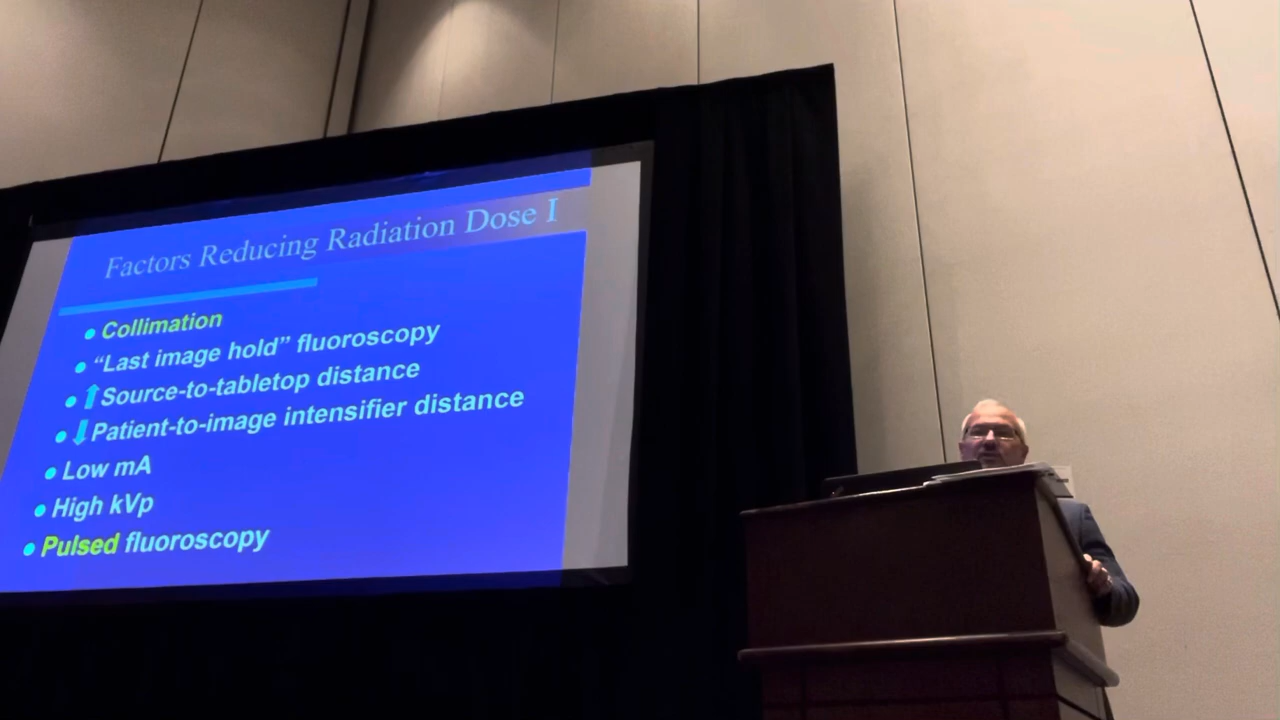 Factors Reducing Radiation Dose I
• Collimation
• “Last image hold” fluoroscopy
• ↑ Source-to-tabletop distance
• ↓ Patient-to-image intensifier distance
• Low mA
• High kVp
• Pulsed fluoroscopy